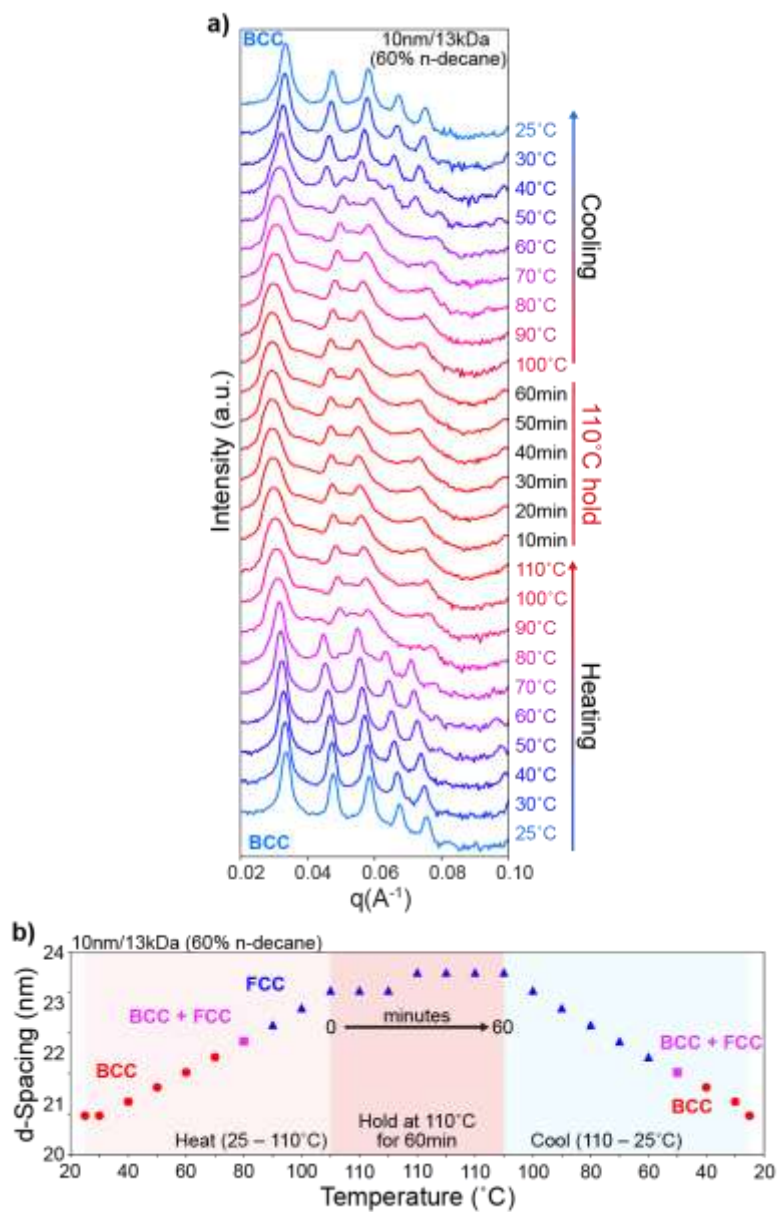 a)
BCC
10nm/13kDa
(60% n-decane)
25˚C
30˚C
40˚C
50˚C
60˚C
70˚C
80˚C
90˚C
100˚C
Cooling
60min
50min
40min
30min
20min
10min
110˚C hold
110˚C
100˚C
90˚C
80˚C
70˚C
60˚C
50˚C
40˚C
30˚C
25˚C
Heating
BCC
Intensity (a.u.)
0.02 0.04 0.06 0.08 0.10
q(A⁻¹)
b)
10nm/13kDa (60% n-decane)
24
23
22
21
20
d-Spacing (nm)
FCC
BCC + FCC
BCC
minutes
0 60
BCC + FCC
BCC
Hold at 110˚C
for 60min
Heat (25 – 110˚C)
Cool (110 – 25˚C)
20 40 60 80 100 110 110 110 100 80 60 40 20
Temperature (˚C)